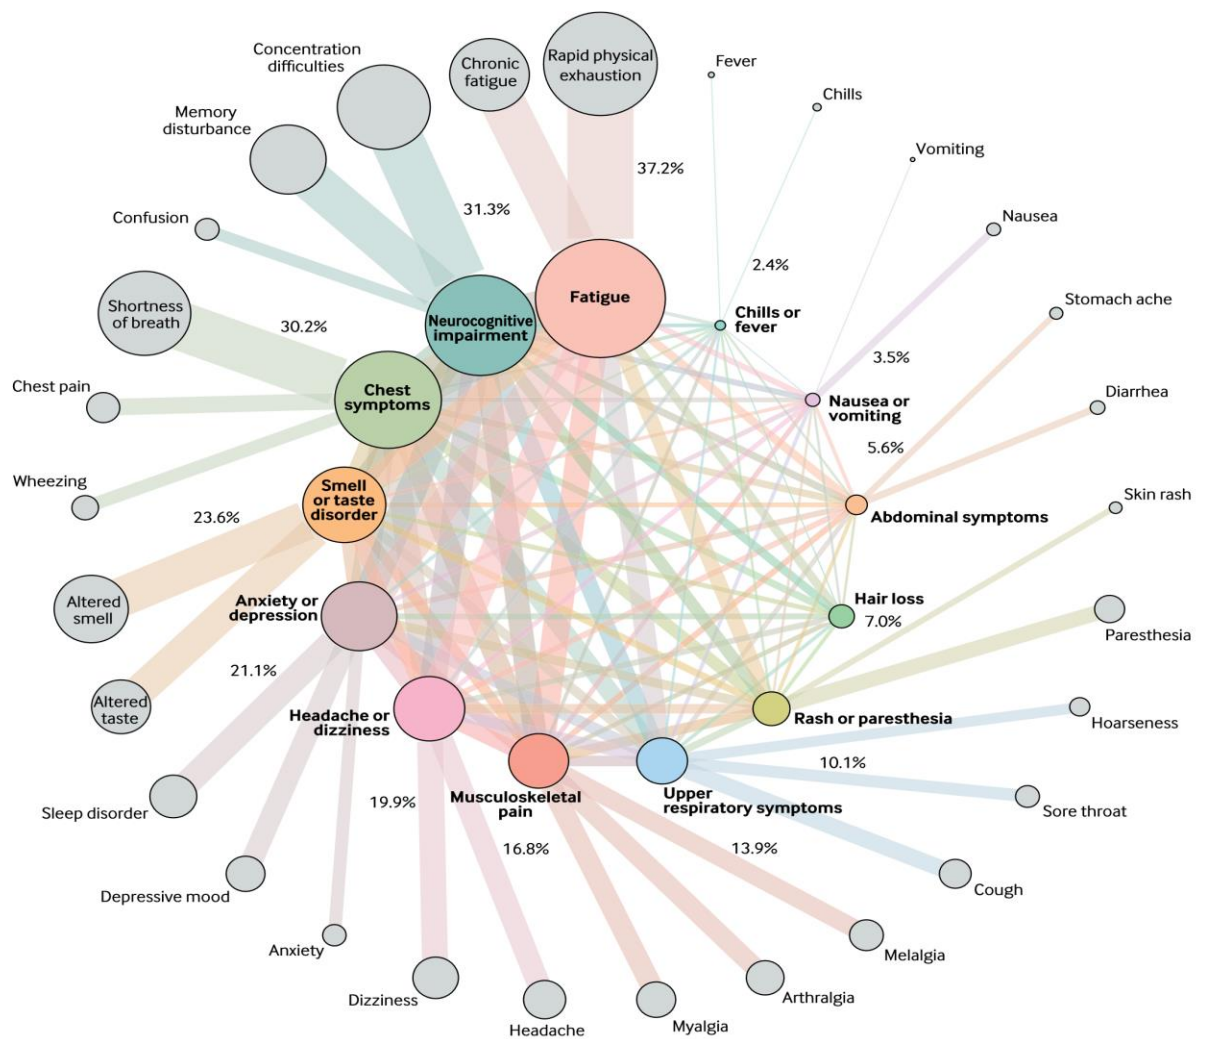 Concentration
difficulties
Chronic
fatigue
Rapid physical
exhaustion
Fever
Chills
Memory
disturbance
Vomiting
37.2%
Nausea
Confusion
31.3%
2.4%
Stomach ache
Shortness
of breath
30.2%
Neurocognitive
impairment
Fatigue
Chills or
fever
3.5%
Chest pain
Chest
symptoms
Nausea or
vomiting
Diarrhea
5.6%
Wheezing
Smell
or taste
disorder
23.6%
Abdominal symptoms
Skin rash
Altered
smell
Anxiety or
depression
Hair loss
7.0%
Paresthesia
21.1%
Altered
taste
Headache or
dizziness
Rash or paresthesia
Hoarseness
10.1%
Sleep disorder
19.9%
Musculoskeletal
pain
Upper
respiratory symptoms
Sore throat
16.8%
13.9%
Depressive mood
Cough
Anxiety
Melalgia
Dizziness
Headache
Myalgia
Arthralgia